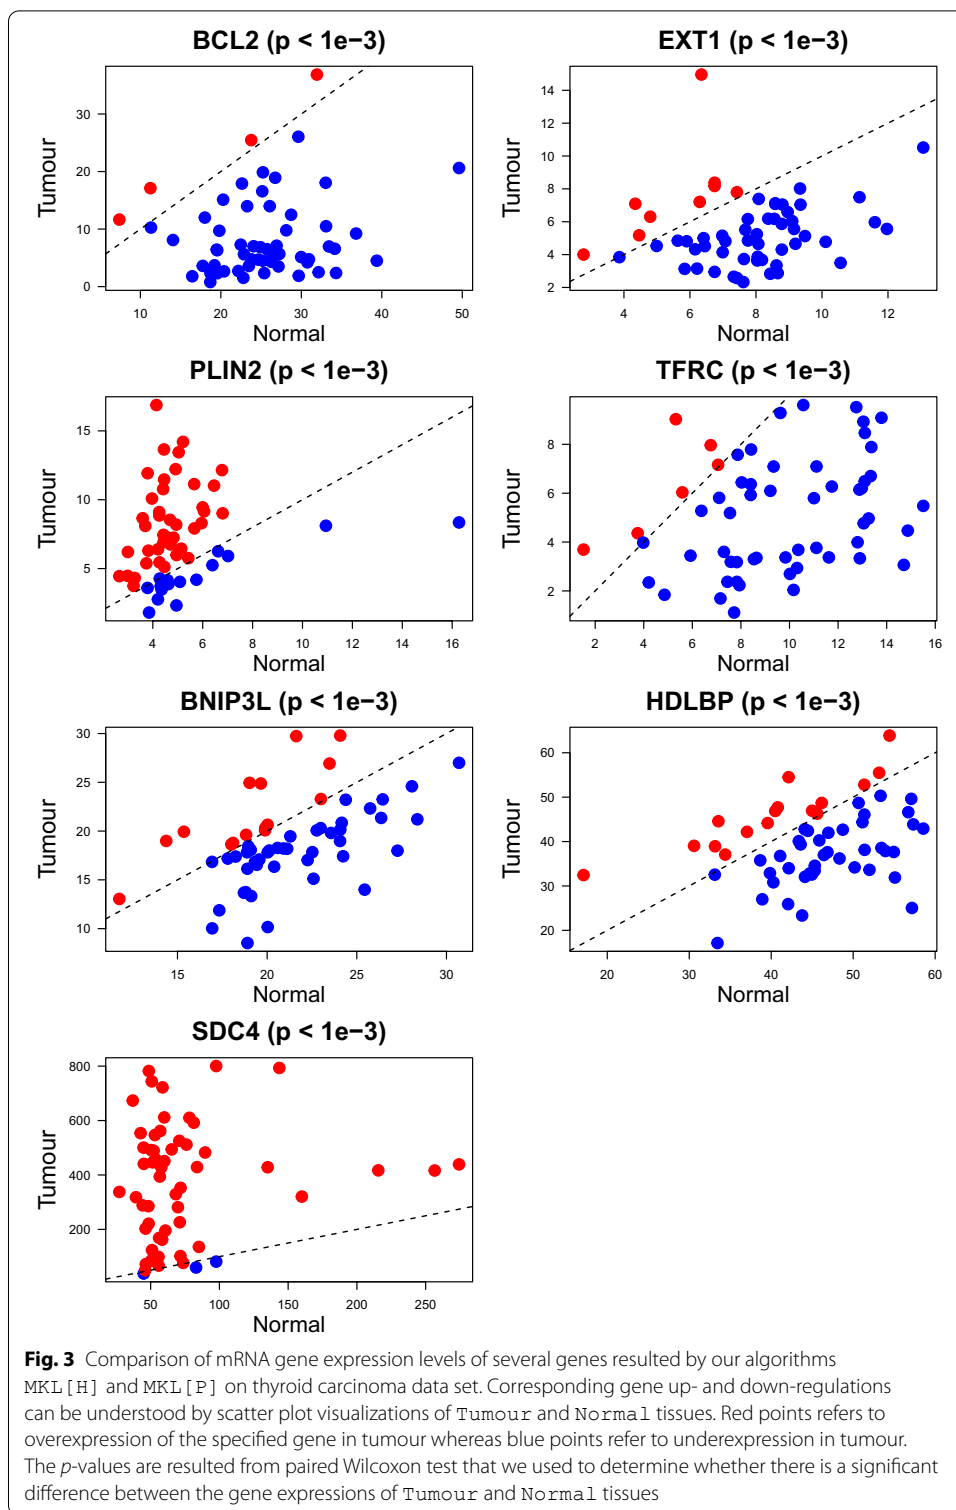 BCL2 (p < 1e−3)
Tumour
30
20
10
0
10 20 30 40 50
Normal
EXT1 (p < 1e−3)
Tumour
14
12
10
8
6
4
2
4 6 8 10 12
Normal
PLIN2 (p < 1e−3)
Tumour
15
10
5
4 6 8 10 12 14 16
Normal
TFRC (p < 1e−3)
Tumour
8
6
4
2
2 4 6 8 10 12 14 16
Normal
BNIP3L (p < 1e−3)
Tumour
30
25
20
15
10
15 20 25 30
Normal
HDLBP (p < 1e−3)
Tumour
60
50
40
30
20
20 30 40 50 60
Normal
SDC4 (p < 1e−3)
Tumour
800
600
400
200
50 100 150 200 250
Normal
Fig. 3 Comparison of mRNA gene expression levels of several genes resulted by our algorithms
MKL[H] and MKL[P] on thyroid carcinoma data set. Corresponding gene up- and down-regulations
can be understood by scatter plot visualizations of Tumour and Normal tissues. Red points refers to
overexpression of the specified gene in tumour whereas blue points refer to underexpression in tumour.
The p-values are resulted from paired Wilcoxon test that we used to determine whether there is a significant
difference between the gene expressions of Tumour and Normal tissues